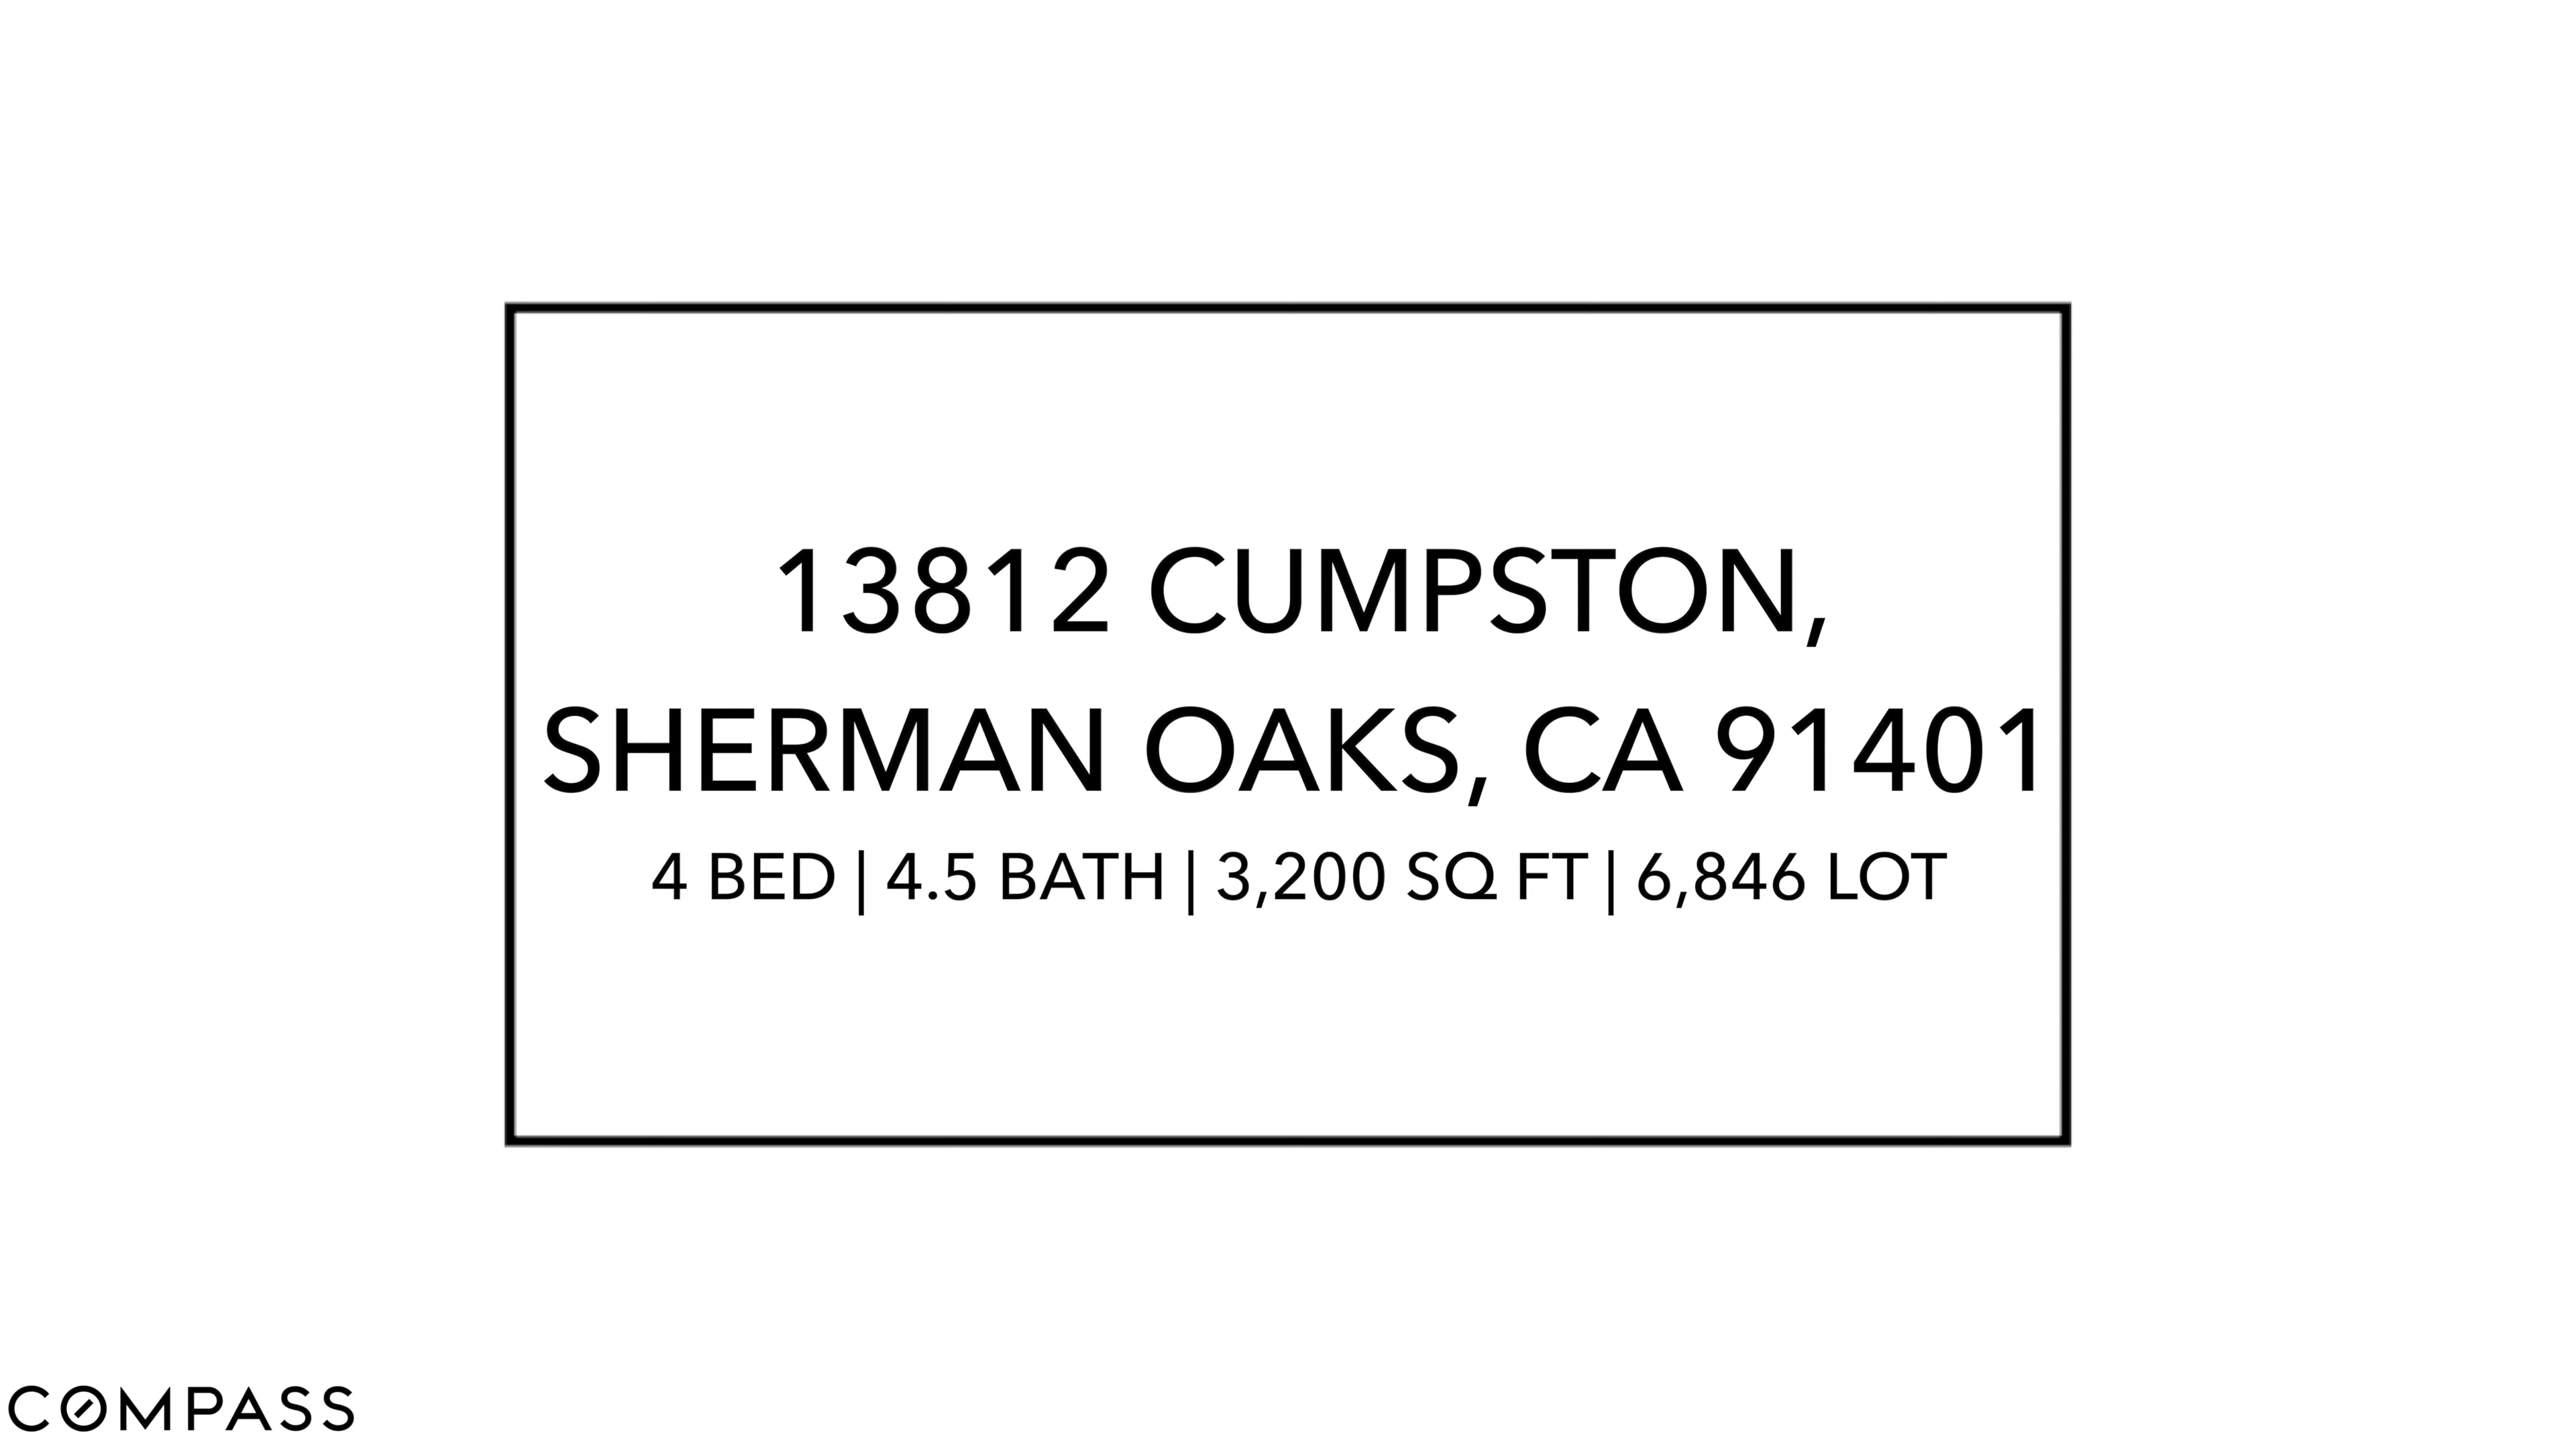 13812 CUMPSTON,
SHERMAN OAKS, CA 91401
4 BED | 4.5 BATH | 3,200 SQ FT | 6,846 LOT
COMPASS